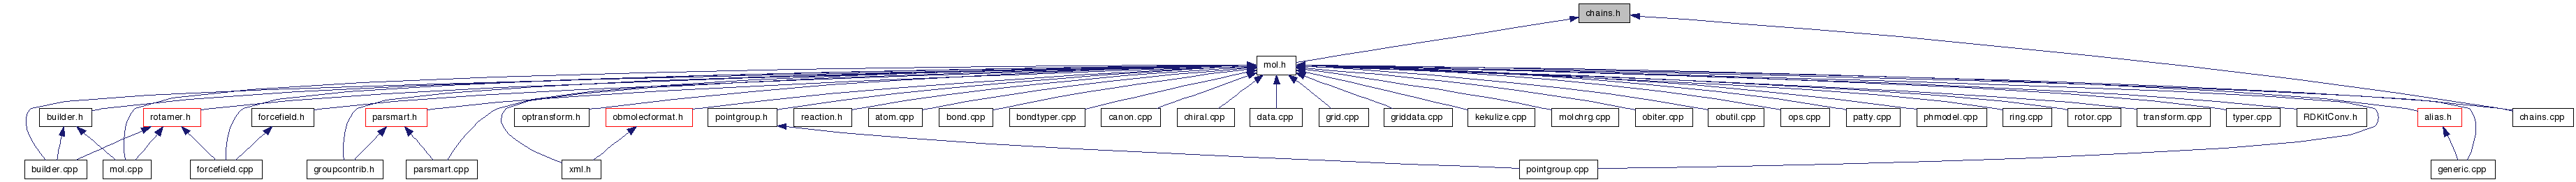 chains.h
mol.h
builder.h
rotamer.h
forcefield.h
parsmart.h
optransform.h
obmolecformat.h
pointgroup.h
reaction.h
atom.cpp
bond.cpp
bondtyper.cpp
canon.cpp
chiral.cpp
data.cpp
grid.cpp
griddata.cpp
kekulize.cpp
molchrg.cpp
obiter.cpp
obutil.cpp
ops.cpp
patty.cpp
phmodel.cpp
ring.cpp
rotor.cpp
transform.cpp
typer.cpp
RDKitConv.h
alias.h
chains.cpp
builder.cpp
mol.cpp
forcefield.cpp
groupcontrib.h
parsmart.cpp
xml.h
pointgroup.cpp
generic.cpp